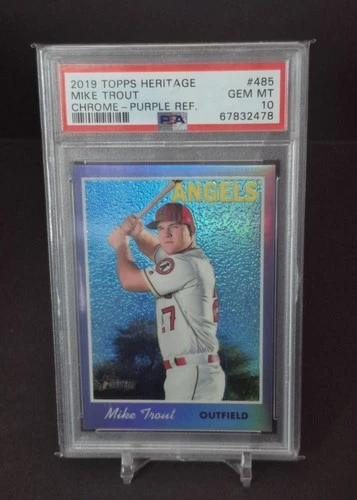 2019 TOPPS HERITAGE #485
MIKE TROUT GEM MT
CHROME-PURPLE REF. 10
PSA 67832478
ANGELS
27
Heritage
Mike Trout OUTFIELD